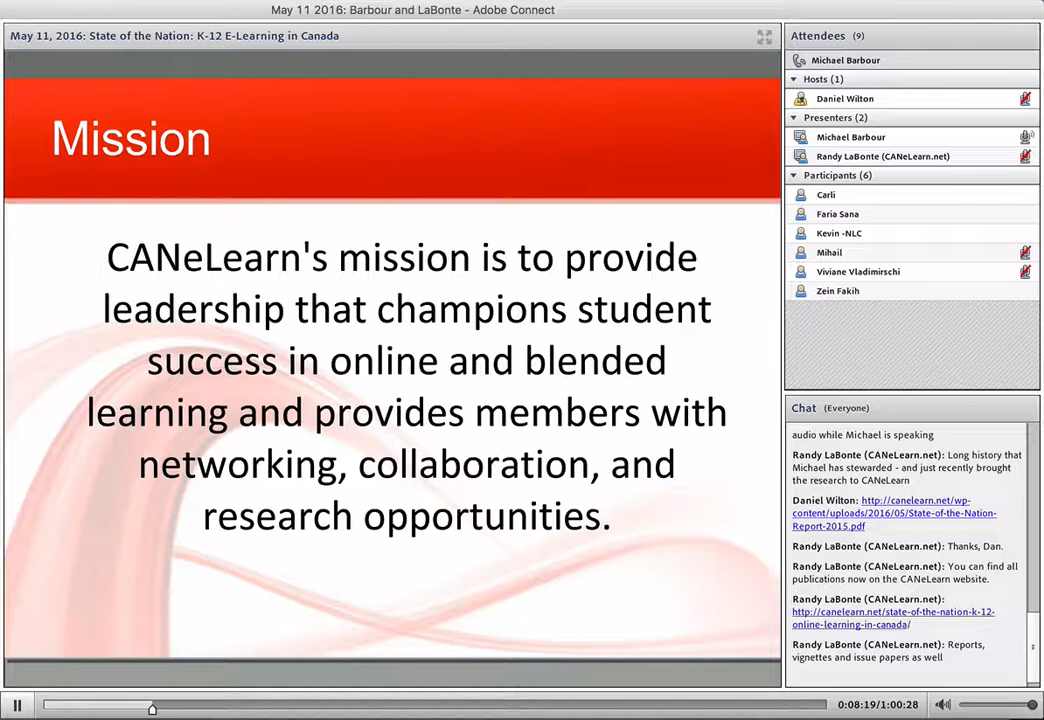 May 11 2016: Barbour and LaBonte - Adobe Connect
May 11, 2016: State of the Nation: K-12 E-Learning in Canada
Mission
CANeLearn's mission is to provide
leadership that champions student
success in online and blended
learning and provides members with
networking, collaboration, and
research opportunities.
Attendees (9)
Michael Barbour
Hosts (1)
Daniel Wilton
Presenters (2)
Michael Barbour
Randy LaBonte (CANeLearn.net)
Participants (6)
Carli
Faria Sana
Kevin -NLC
Mihail
Viviane Vladimirschi
Zein Fakih
Chat (Everyone)
audio while Michael is speaking
Randy LaBonte (CANeLearn.net): Long history that
Michael has stewarded - and just recently brought
the research to CANeLearn
Daniel Wilton: http://canelearn.net/wp-
content/uploads/2016/05/State-of-the-Nation-
Report-2015.pdf
Randy LaBonte (CANeLearn.net): Thanks, Dan.
Randy LaBonte (CANeLearn.net): You can find all
publications now on the CANeLearn website.
Randy LaBonte (CANeLearn.net):
http://canelearn.net/state-of-the-nation-k-12-
online-learning-in-canada/
Randy LaBonte (CANeLearn.net): Reports,
vignettes and issue papers as well
0:08:19/1:00:28